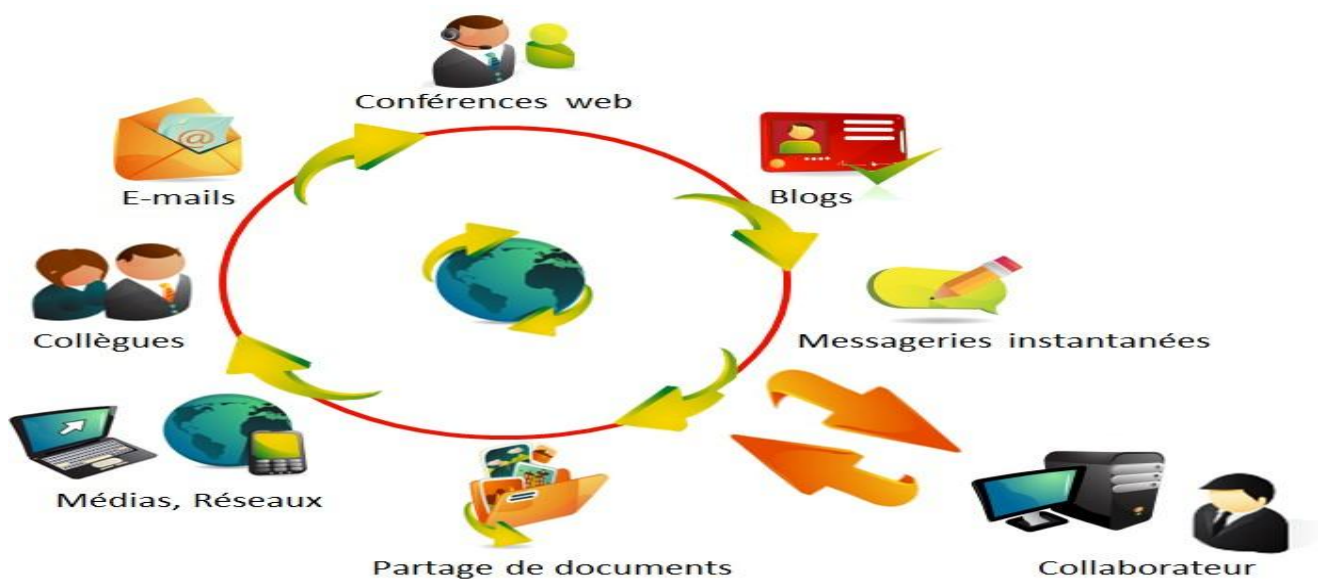 Conférences web
E-mails
Blogs
Collègues
Messageries instantanées
Médias, Réseaux
Partage de documents
Collaborateur
@